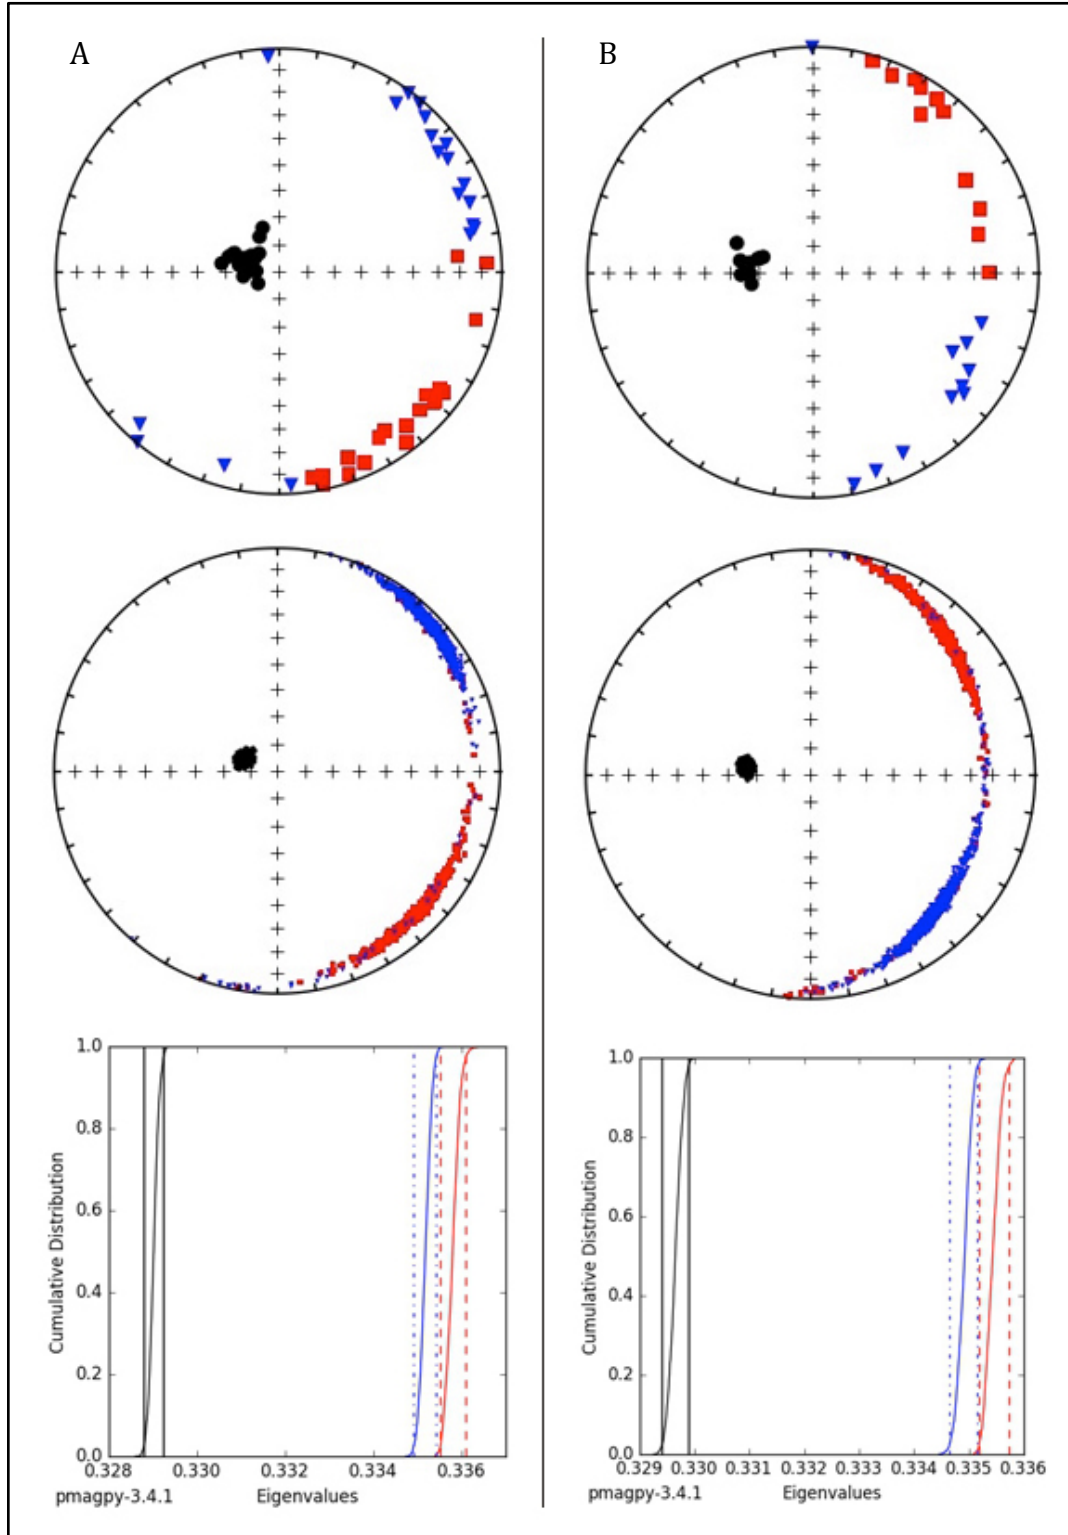 A
B
1.0
0.8
0.6
0.4
0.2
0.0
Cumulative Distribution
0.328 0.330 0.332 0.334 0.336
pmagpy-3.4.1 Eigenvalues
1.0
0.8
0.6
0.4
0.2
0.0
Cumulative Distribution
0.329 0.330 0.331 0.332 0.333 0.334 0.335 0.336
pmagpy-3.4.1 Eigenvalues